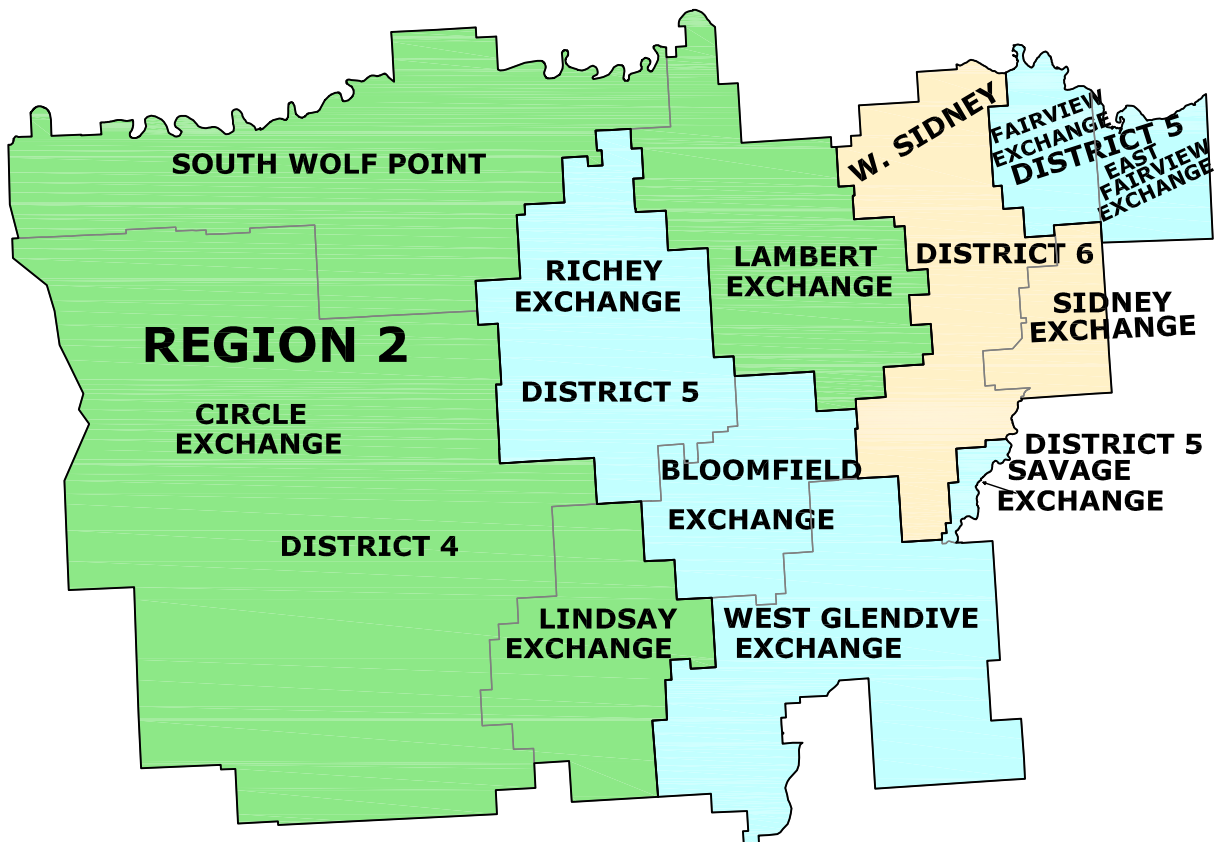 SOUTH WOLF POINT
W. SIDNEY
FAIRVIEW
EXCHANGE
DISTRICT 5
EAST
FAIRVIEW
EXCHANGE
LAMBERT
EXCHANGE
DISTRICT 6
RICHEY
EXCHANGE
SIDNEY
EXCHANGE
REGION 2
DISTRICT 5
CIRCLE
EXCHANGE
DISTRICT 5
SAVAGE
EXCHANGE
BLOOMFIELD
EXCHANGE
DISTRICT 4
LINDSAY
EXCHANGE
WEST GLENDIVE
EXCHANGE